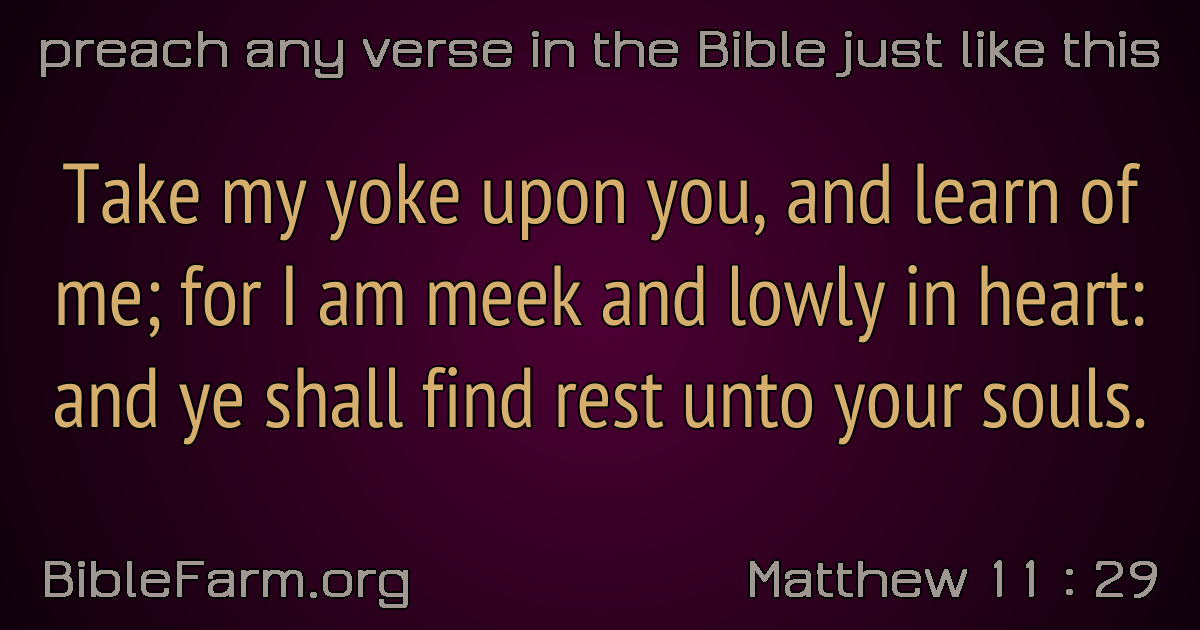 preach any verse in the Bible just like this
Take my yoke upon you, and learn of
me; for I am meek and lowly in heart:
and ye shall find rest unto your souls.
BibleFarm.org
Matthew 11 : 29